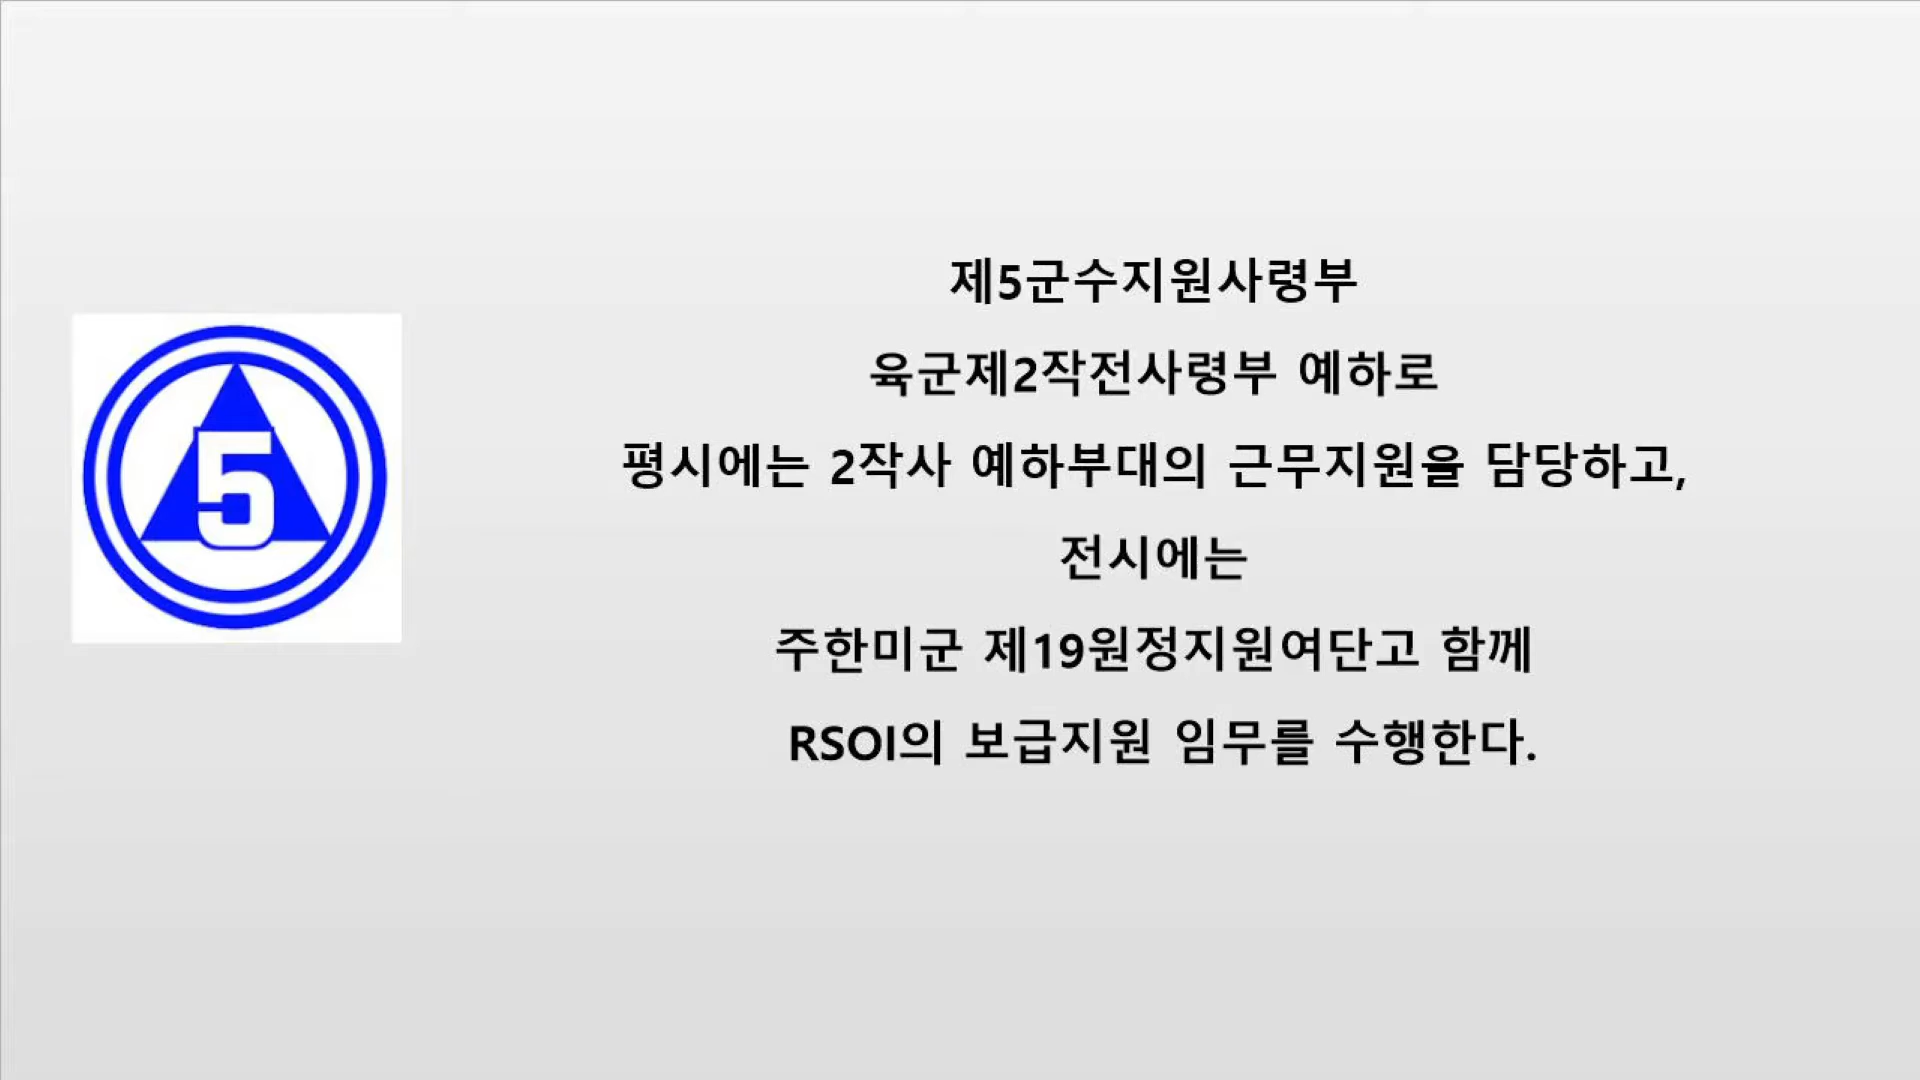 5
제5군수지원사령부
육군제2작전사령부 예하로
평시에는 2작사 예하부대의 근무지원을 담당하고,
전시에는
주한미군 제19원정지원여단고 함께
RSOI의 보급지원 임무를 수행한다.